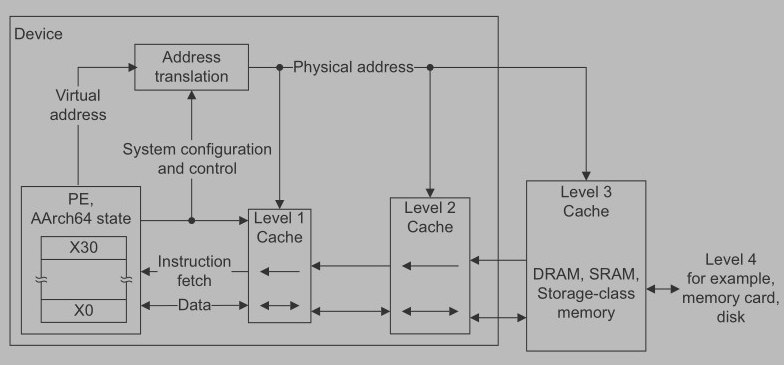 Device
Address
translation
Physical address
Virtual
address
System configuration
and control
PE,
AArch64 state
X30
X0
Instruction
fetch
Data
Level 1
Cache
Level 2
Cache
Level 3
Cache
DRAM, SRAM,
Storage-class
memory
Level 4
for example,
memory card,
disk